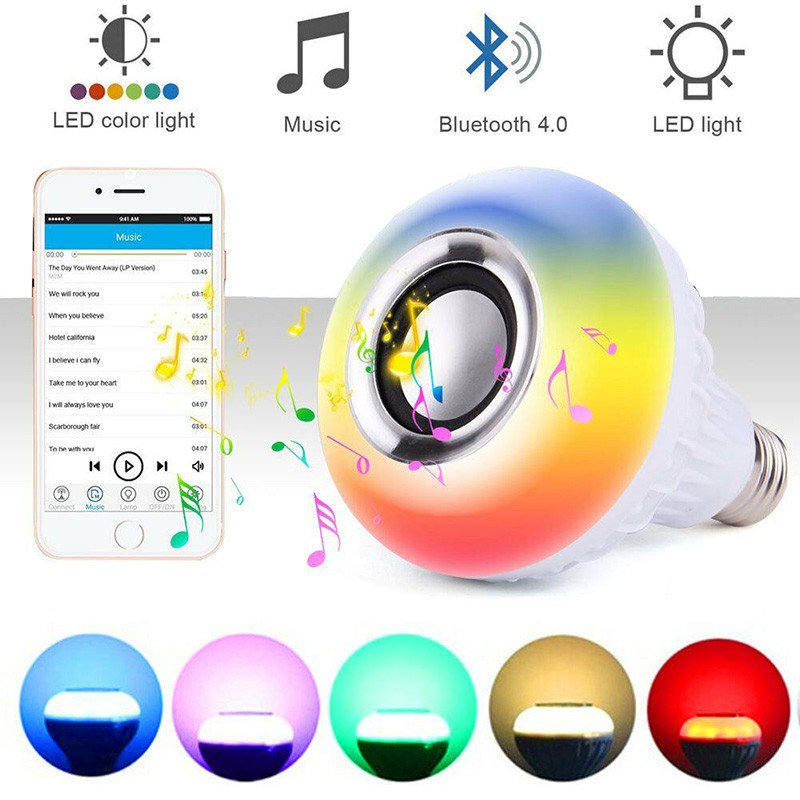 LED color light
Music
Bluetooth 4.0
LED light
9:41 AM
100%
Music
00:00
00:00
The Day You Went Away (LP Version)
M2M
03:45
We will rock you
When you believe
05:20
Hotel california
I believe i can fly
04:32
Take me to your heart
03:01
I will always love you
04:07
Scarborough fair
03:01
To be with you
04:07
Connect
Music
Lamp
OFF/ON